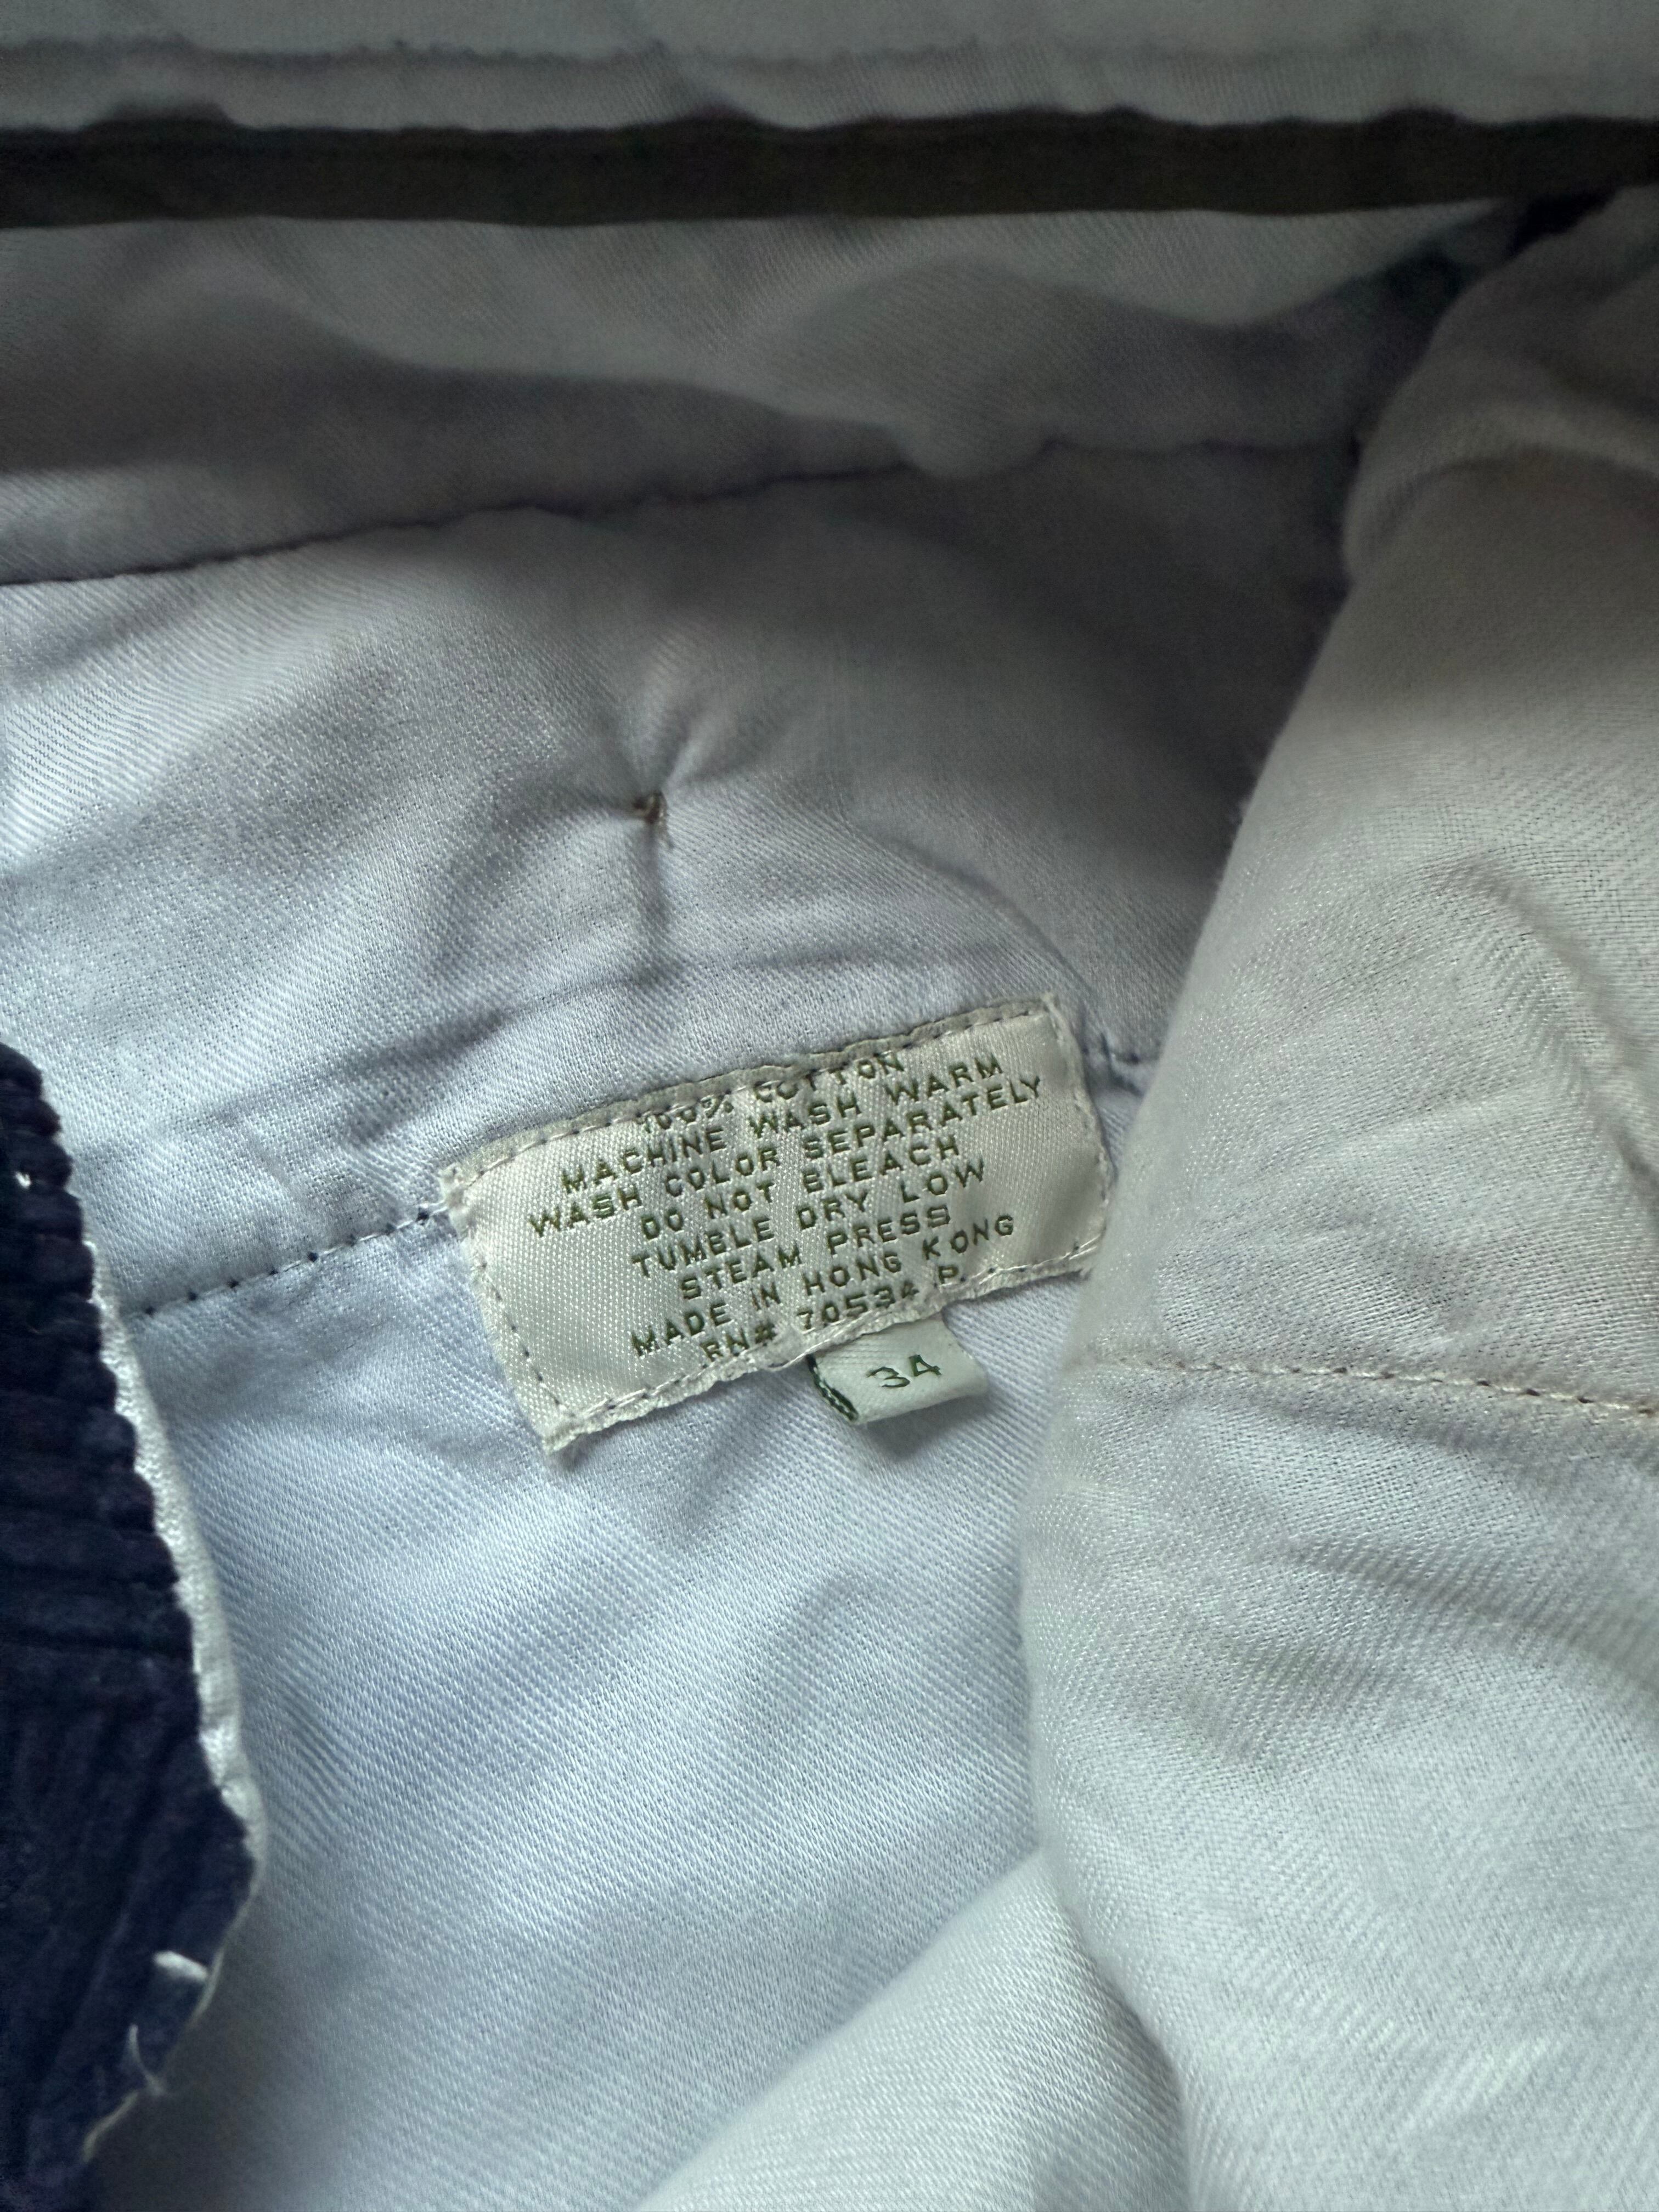 100% COTTON
MACHINE WASH WARM
WASH COLOR SEPARATELY
DO NOT BLEACH
TUMBLE DRY LOW
STEAM PRESS
MADE IN HONG KONG
RN# 70534 P.
34